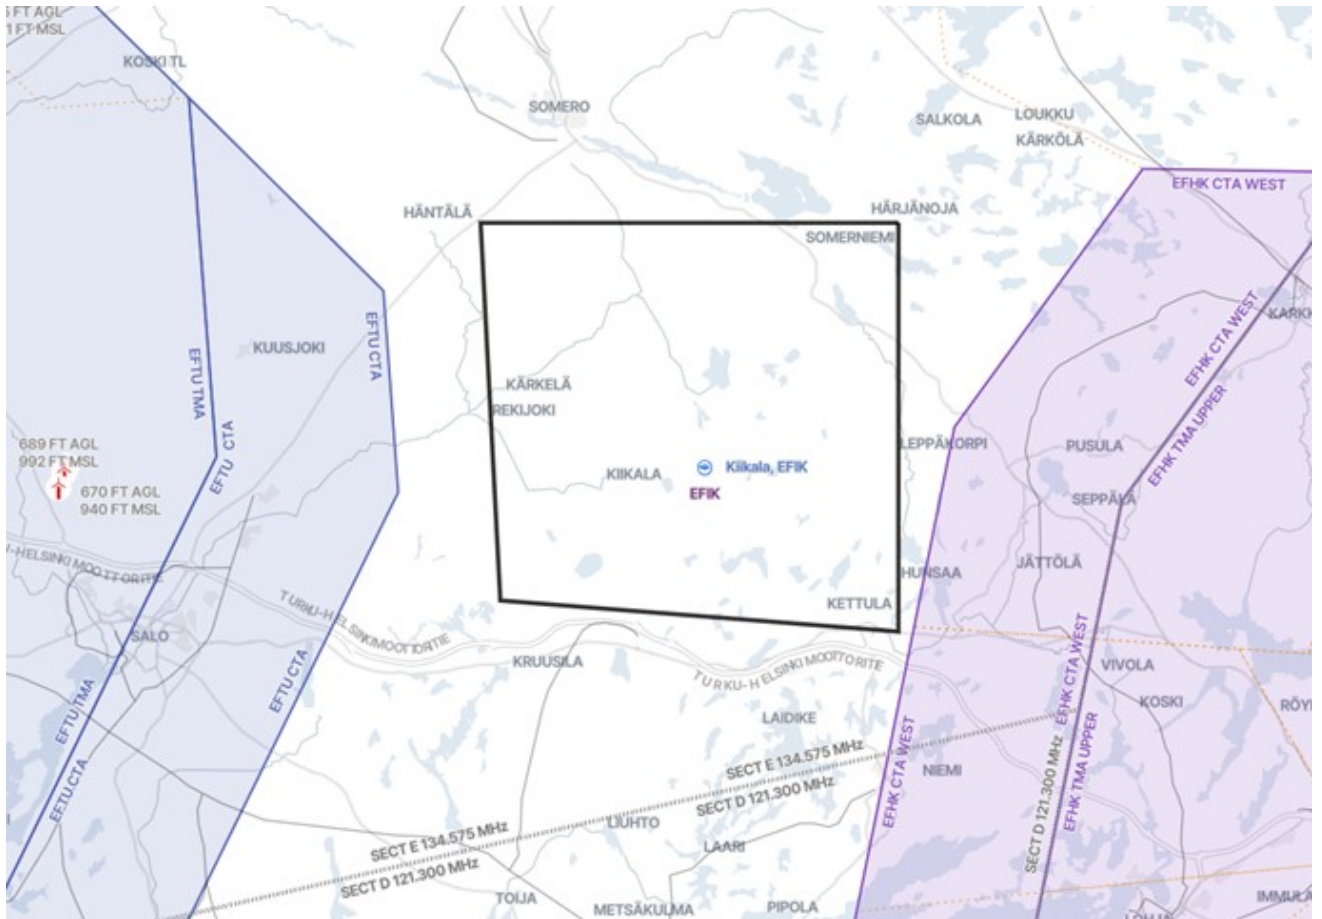 FT AGL
1 FT MSL
KOSKI TL
SOMERO
SALKOLA
LOUKKU
KÄRKÖLÄ
EFHK CTA WEST
HÄNTÄLÄ
HÄRJÄNOJA
SOMERNIEMI
KARKK
EFTU CTA
KUUSJOKI
EFTU TMA
EFHK CTA WEST
EFHK TMA UPPER
KÄRKELÄ
REKIJOKI
EFTU CTA
689 FT AGL
992 FT MSL
670 FT AGL
940 FT MSL
KIIKALA
Kiikala, EFIK
EFIK
LEPPÄKORPI
PUSULA
SEPPÄLÄ
U-HELSINKI MOOTTORITIE
TURKU-HELSINKI MOOTTORITIE
HUNSAA
JÄTTÖLÄ
KETTULA
SALO
KRUUSILA
TURKU-HELSINKI MOOTTORITIE
EFHK CTA WEST
VIVOLA
KOSKI
RÖY
EFTU TMA
EFTU CTA
EFTU CTA
LAIDIKE
EFHK CTA WEST
NIEMI
EFHK TMA UPPER
SECT D 121.300 MHz
SECT E 134.575 MHz
SECT D 121.300 MHz
LIUHTO
LAARI
SECT E 134.575 MHz
SECT D 121.300 MHz
TOIJA
METSÄKULMA
PIPOLA
IMMULA